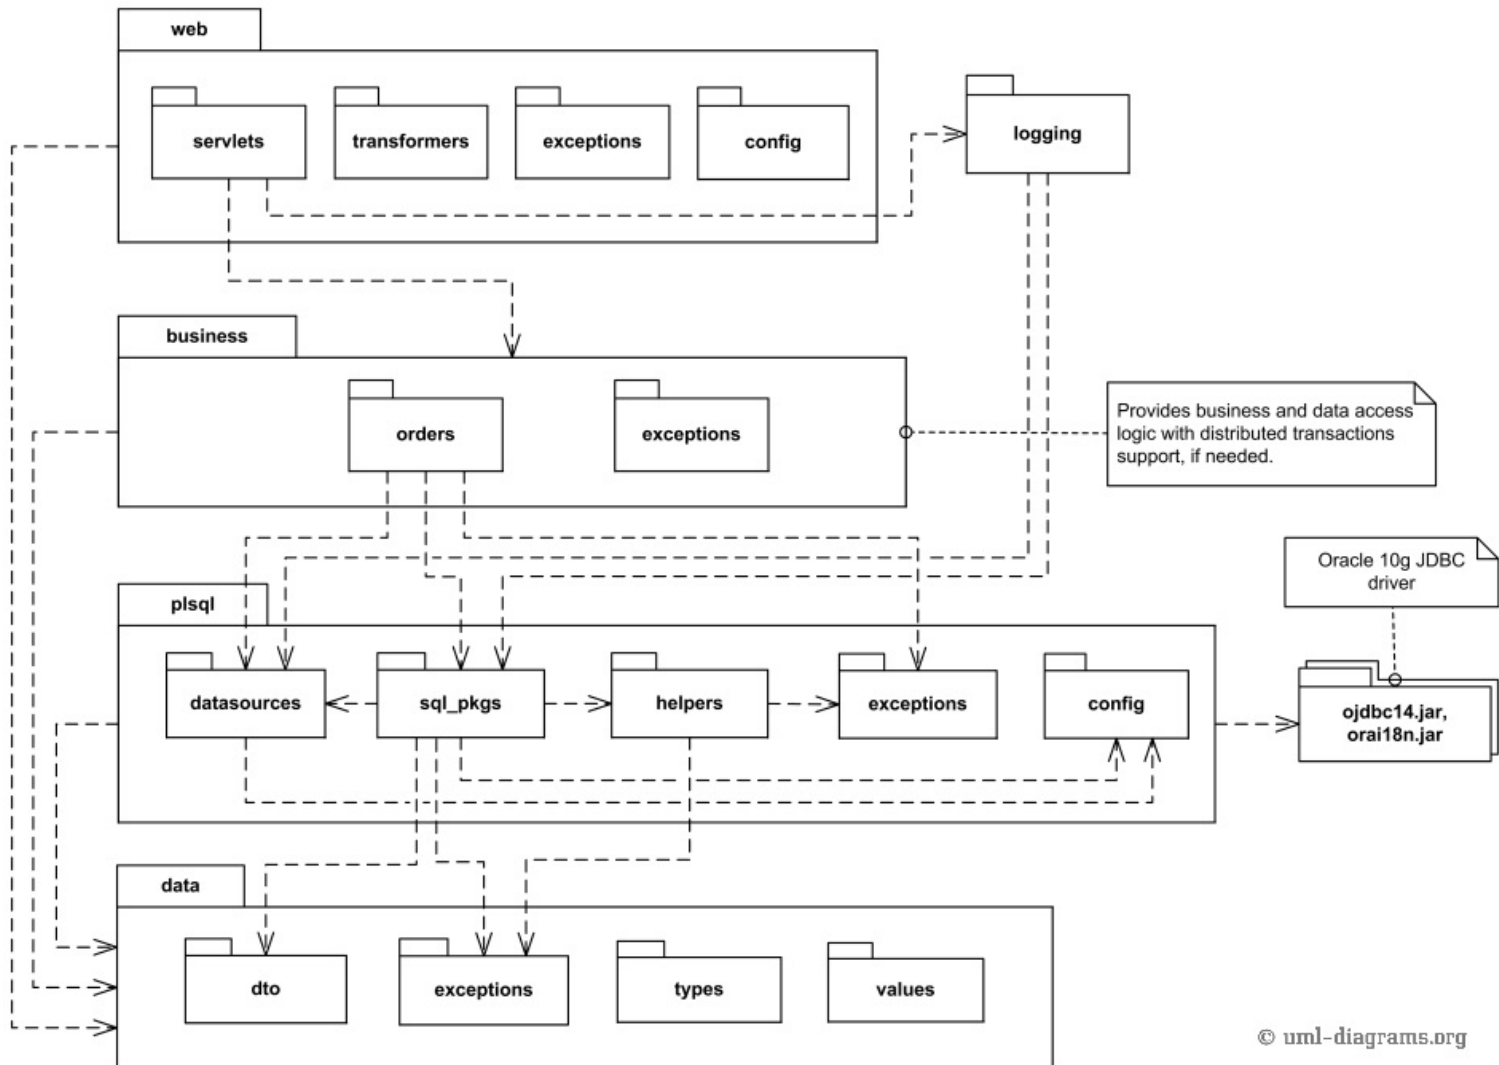 web
servlets
transformers
exceptions
config
logging
business
orders
exceptions
Provides business and data access
logic with distributed transactions
support, if needed.
Oracle 10g JDBC
driver
plsql
datasources
sql_pkgs
helpers
exceptions
config
ojdbc14.jar,
orai18n.jar
data
dto
exceptions
types
values
© uml-diagrams.org